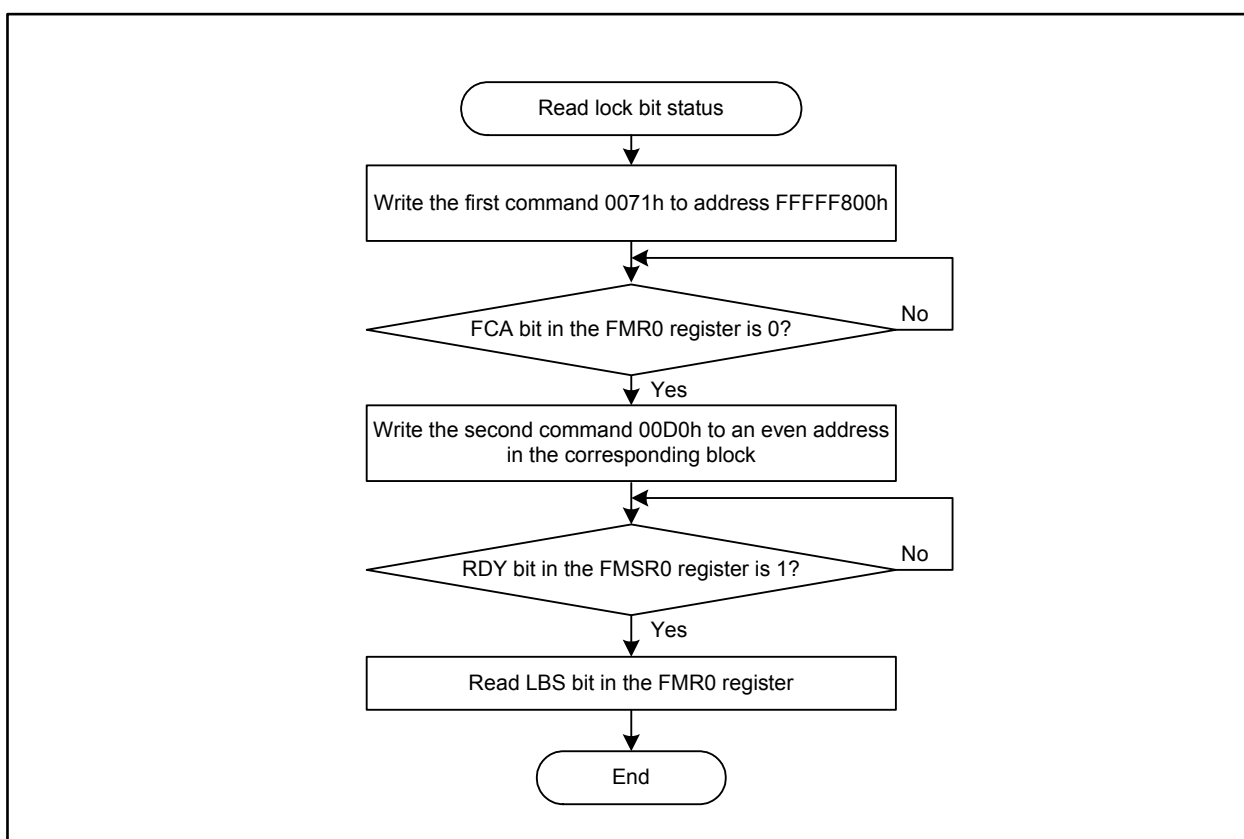 Read lock bit status
Write the first command 0071h to address FFFFF800h
No
FCA bit in the FMR0 register is 0?
Yes
Write the second command 00D0h to an even address
in the corresponding block
No
RDY bit in the FMSR0 register is 1?
Yes
Read LBS bit in the FMR0 register
End